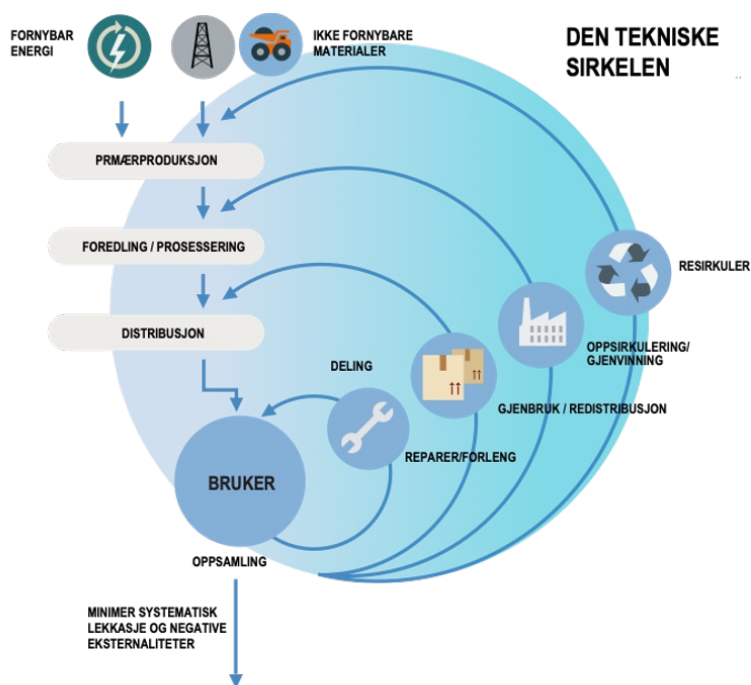 FORNYBAR
ENERGI
IKKE FORNYBARE
MATERIALER
DEN TEKNISKE
SIRKELEN
PRMÆRPRODUKSJON
FOREDLING / PROSESSERING
DISTRIBUSJON
RESIRKULER
OPPSIRKULERING/
GJENVINNING
DELING
GJENBRUK / REDISTRIBUSJON
REPARER/FORLENG
BRUKER
OPPSAMLING
MINIMER SYSTEMATISK
LEKKASJE OG NEGATIVE
EKSTERNALITETER